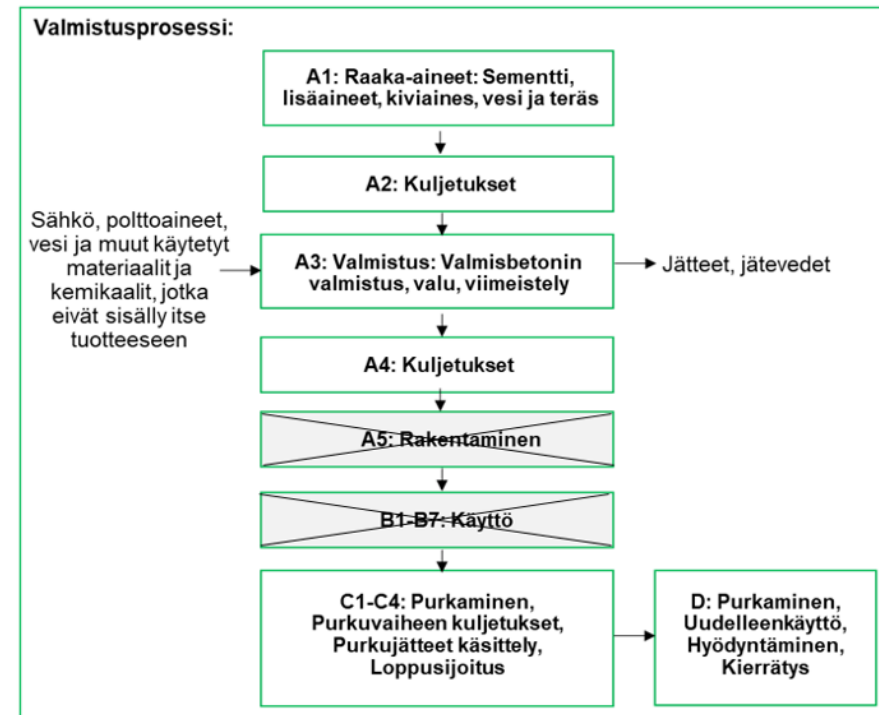 Valmistusprosessi:
A1: Raaka-aineet: Sementti,
lisäaineet, kiviaines, vesi ja teräs
A2: Kuljetukset
Sähkö, polttoaineet,
vesi ja muut käytetyt
materiaalit ja
kemikaalit, jotka
eivät sisälly itse
tuotteeseen
A3: Valmistus: Valmisbetonin
valmistus, valu, viimeistely
Jätteet, jätevedet
A4: Kuljetukset
A5: Rakentaminen
B1-B7: Käyttö
C1-C4: Purkaminen,
Purkuvaiheen kuljetukset,
Purkujätteet käsittely,
Loppusijoitus
D: Purkaminen,
Uudelleenkäyttö,
Hyödyntäminen,
Kierrätys